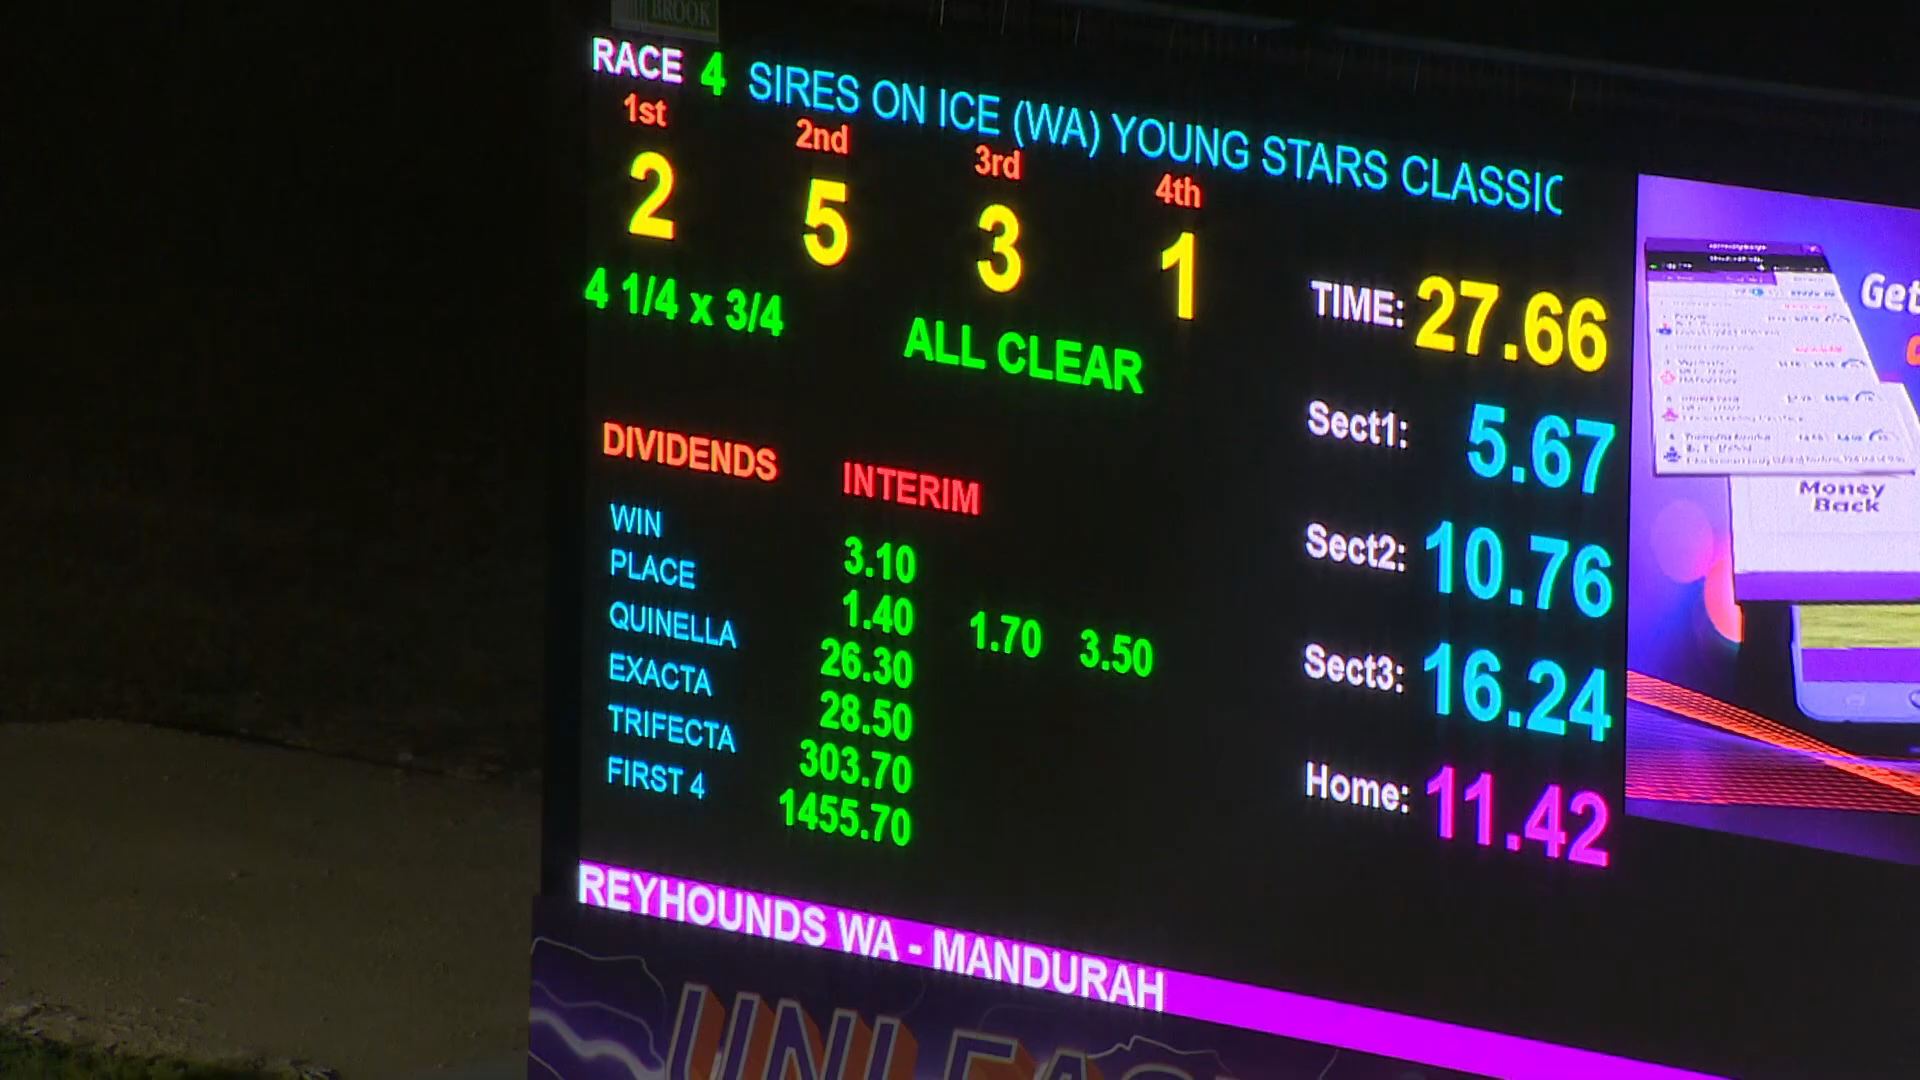 BROOK
RACE 4 SIRES ON ICE (WA) YOUNG STARS CLASSIC
1st 2nd 3rd 4th
2 5 3 1
4 1/4 x 3/4
ALL CLEAR
TIME: 27.66
Sect1: 5.67
Sect2: 10.76
Sect3: 16.24
Home: 11.42
DIVIDENDS INTERIM
WIN 3.10
PLACE 1.40 1.70 3.50
QUINELLA 26.30
EXACTA 28.50
TRIFECTA 303.70
FIRST 4 1455.70
REYHOUNDS WA - MANDURAH
Get
Money
Back
UNLEAS